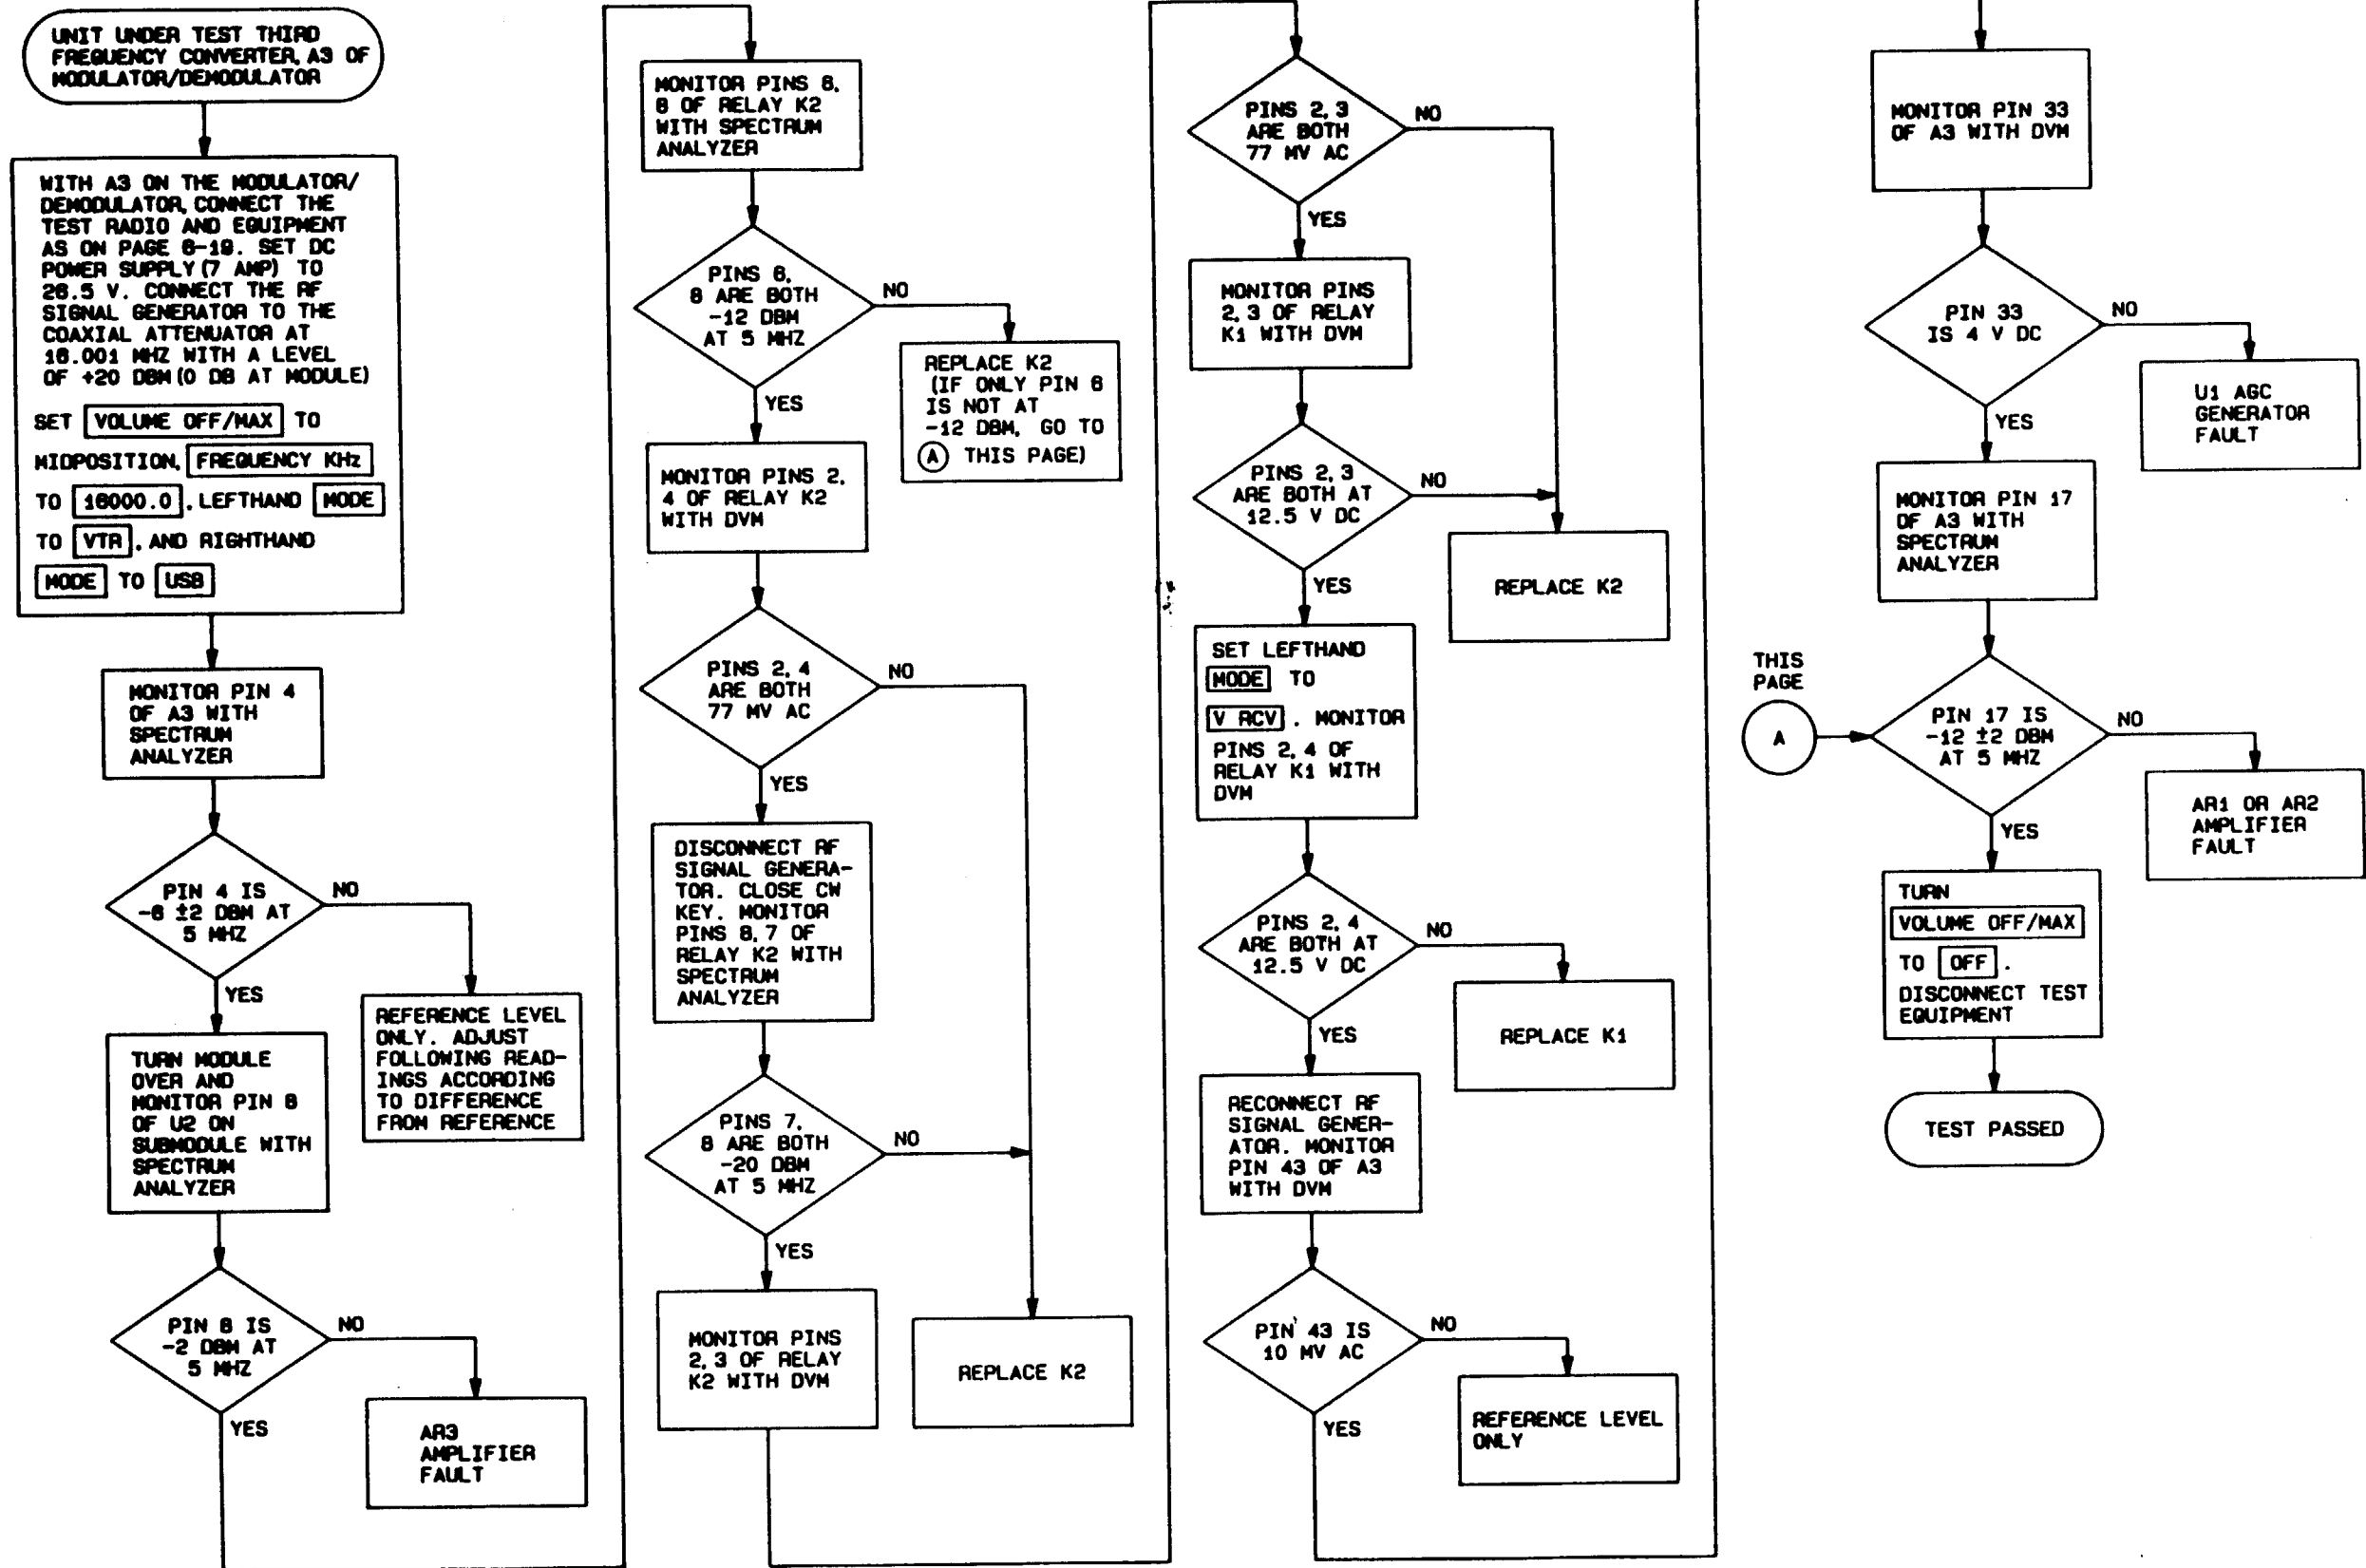 UNIT UNDER TEST THIRD
FREQUENCY CONVERTER, A3 OF
MODULATOR/DEMODULATOR
WITH A3 ON THE MODULATOR/
DEMODULATOR, CONNECT THE
TEST RADIO AND EQUIPMENT
AS ON PAGE 6-19. SET DC
POWER SUPPLY (7 AMP) TO
26.5 V. CONNECT THE RF
SIGNAL GENERATOR TO THE
COAXIAL ATTENUATOR AT
16.001 MHZ WITH A LEVEL
OF +20 DBM (0 DB AT MODULE)
SET VOLUME OFF/MAX TO
MIDPOSITION, FREQUENCY KHz
TO 16000.0, LEFTHAND MODE
TO VTR, AND RIGHTHAND
MODE TO USB
MONITOR PIN 4
OF A3 WITH
SPECTRUM
ANALYZER
PIN 4 IS
-6 ±2 DBM AT
5 MHZ
NO
YES
REFERENCE LEVEL
ONLY. ADJUST
FOLLOWING READ-
INGS ACCORDING
TO DIFFERENCE
FROM REFERENCE
TURN MODULE
OVER AND
MONITOR PIN 8
OF U2 ON
SUBMODULE WITH
SPECTRUM
ANALYZER
PIN 8 IS
-2 DBM AT
5 MHZ
NO
YES
AR3
AMPLIFIER
FAULT
MONITOR PINS 6,
8 OF RELAY K2
WITH SPECTRUM
ANALYZER
PINS 6,
8 ARE BOTH
-12 DBM
AT 5 MHZ
NO
YES
REPLACE K2
(IF ONLY PIN 6
IS NOT AT
-12 DBM, GO TO
A THIS PAGE)
MONITOR PINS 2,
4 OF RELAY K2
WITH DVM
PINS 2, 4
ARE BOTH
77 MV AC
NO
YES
DISCONNECT RF
SIGNAL GENERA-
TOR. CLOSE CW
KEY. MONITOR
PINS 8, 7 OF
RELAY K2 WITH
SPECTRUM
ANALYZER
PINS 7,
8 ARE BOTH
-20 DBM
AT 5 MHZ
NO
YES
MONITOR PINS
2, 3 OF RELAY
K2 WITH DVM
REPLACE K2
PINS 2, 3
ARE BOTH
77 MV AC
NO
YES
MONITOR PINS
2, 3 OF RELAY
K1 WITH DVM
PINS 2, 3
ARE BOTH AT
12.5 V DC
NO
YES
REPLACE K2
SET LEFTHAND
MODE TO
V RCV. MONITOR
PINS 2, 4 OF
RELAY K1 WITH
DVM
PINS 2, 4
ARE BOTH AT
12.5 V DC
NO
YES
REPLACE K1
RECONNECT RF
SIGNAL GENER-
ATOR. MONITOR
PIN 43 OF A3
WITH DVM
PIN 43 IS
10 MV AC
NO
YES
REFERENCE LEVEL
ONLY
MONITOR PIN 33
OF A3 WITH DVM
PIN 33
IS 4 V DC
NO
YES
U1 AGC
GENERATOR
FAULT
MONITOR PIN 17
OF A3 WITH
SPECTRUM
ANALYZER
THIS
PAGE
A
PIN 17 IS
-12 ±2 DBM
AT 5 MHZ
NO
YES
AR1 OR AR2
AMPLIFIER
FAULT
TURN
VOLUME OFF/MAX
TO OFF.
DISCONNECT TEST
EQUIPMENT
TEST PASSED